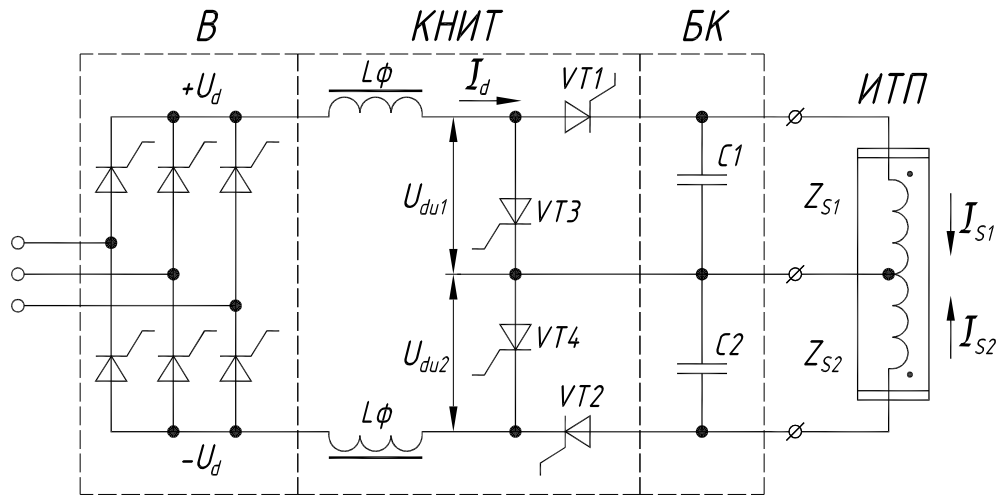 В КНИТ БК
+U_d Lф I_d VT1 ИТП
C1
U_du1 VT3 Z_S1 I_S1
U_du2 VT4 C2 Z_S2 I_S2
VT2
Lф
-U_d